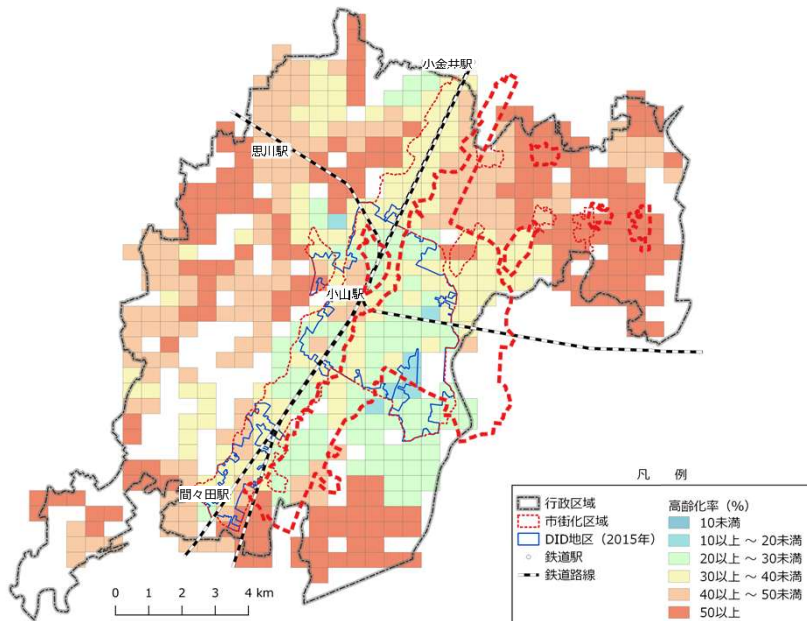 小金井駅
思川駅
小山駅
間々田駅
0 1 2 3 4 km
凡 例
行政区域
市街化区域
DID地区（2015年）
鉄道駅
鉄道路線
高齢化率（%）
10未満
10以上 ～ 20未満
20以上 ～ 30未満
30以上 ～ 40未満
40以上 ～ 50未満
50以上